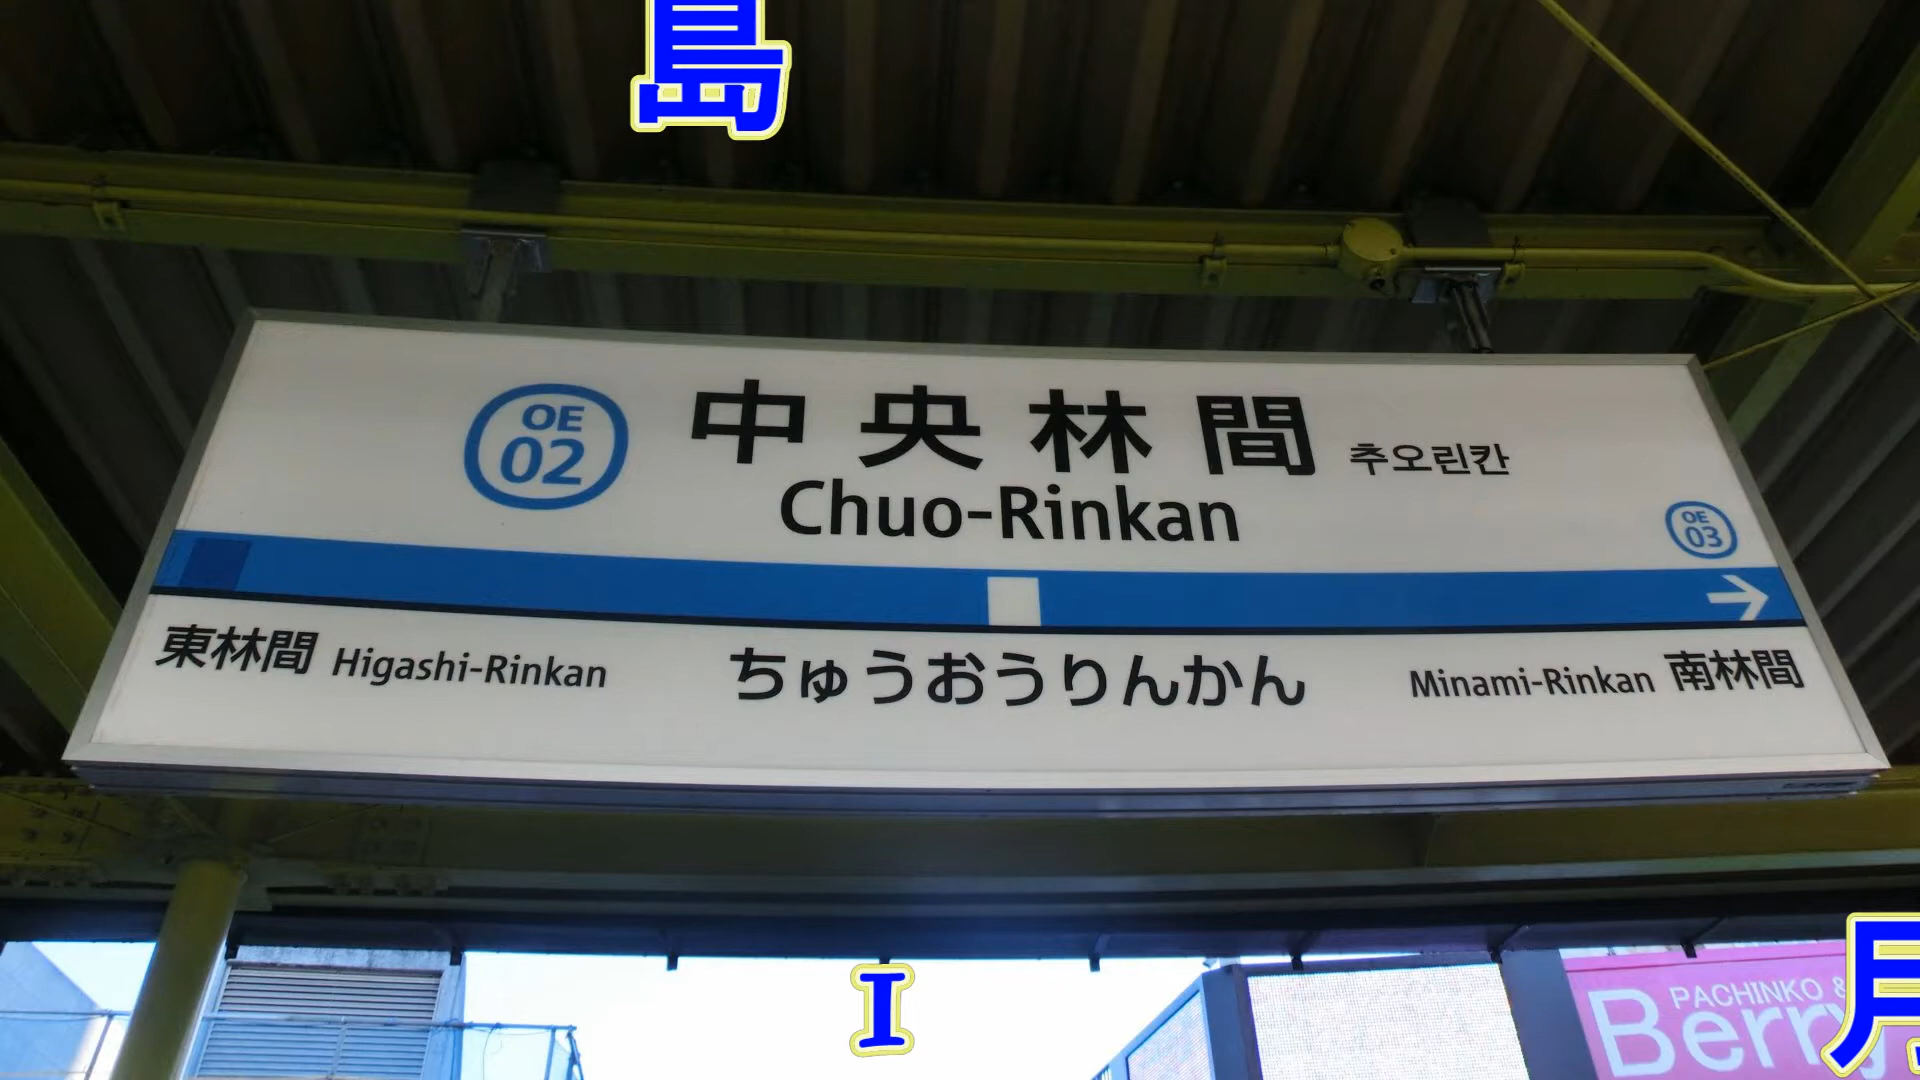 島
OE
02
中央林間 추오린칸
Chuo-Rinkan
OE
03
東林間 Higashi-Rinkan
ちゅうおうりんかん
Minami-Rinkan 南林間
I
PACHINKO &
Berry